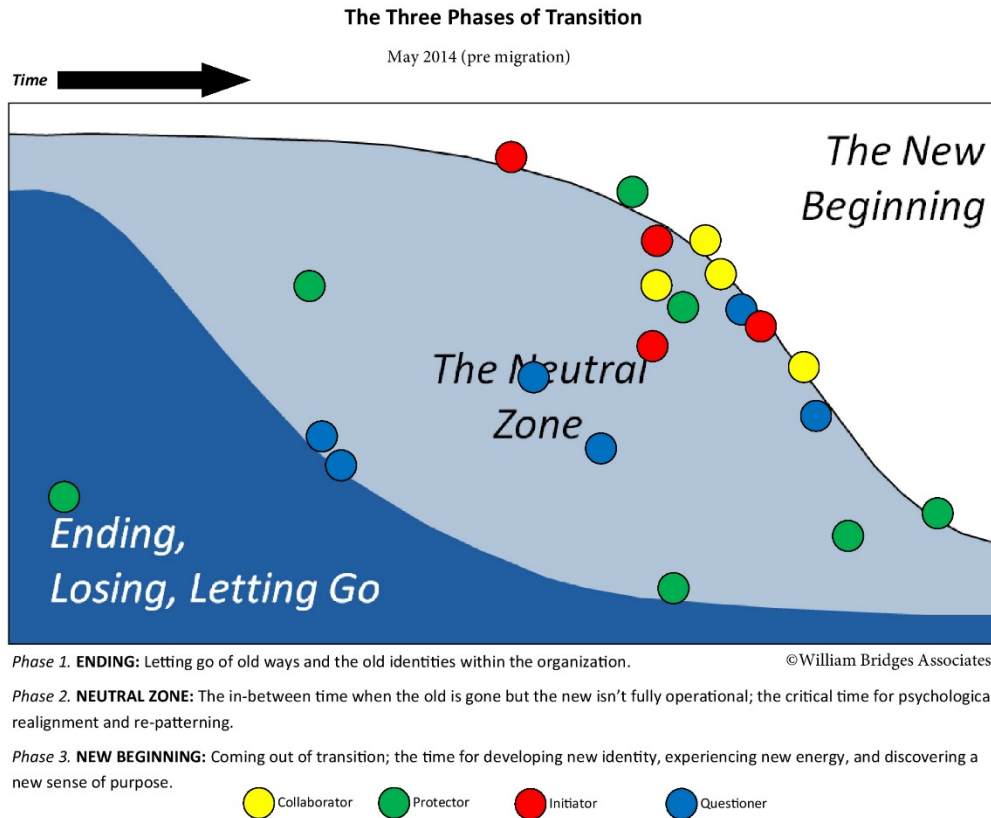 The Three Phases of Transition
May 2014 (pre migration)
Time
The New
Beginning
The Neutral
Zone
Ending,
Losing, Letting Go
Phase 1. ENDING: Letting go of old ways and the old identities within the organization.
©William Bridges Associates
Phase 2. NEUTRAL ZONE: The in-between time when the old is gone but the new isn’t fully operational; the critical time for psychologica
realignment and re-patterning.
Phase 3. NEW BEGINNING: Coming out of transition; the time for developing new identity, experiencing new energy, and discovering a
new sense of purpose.
Collaborator Protector Initiator Questioner